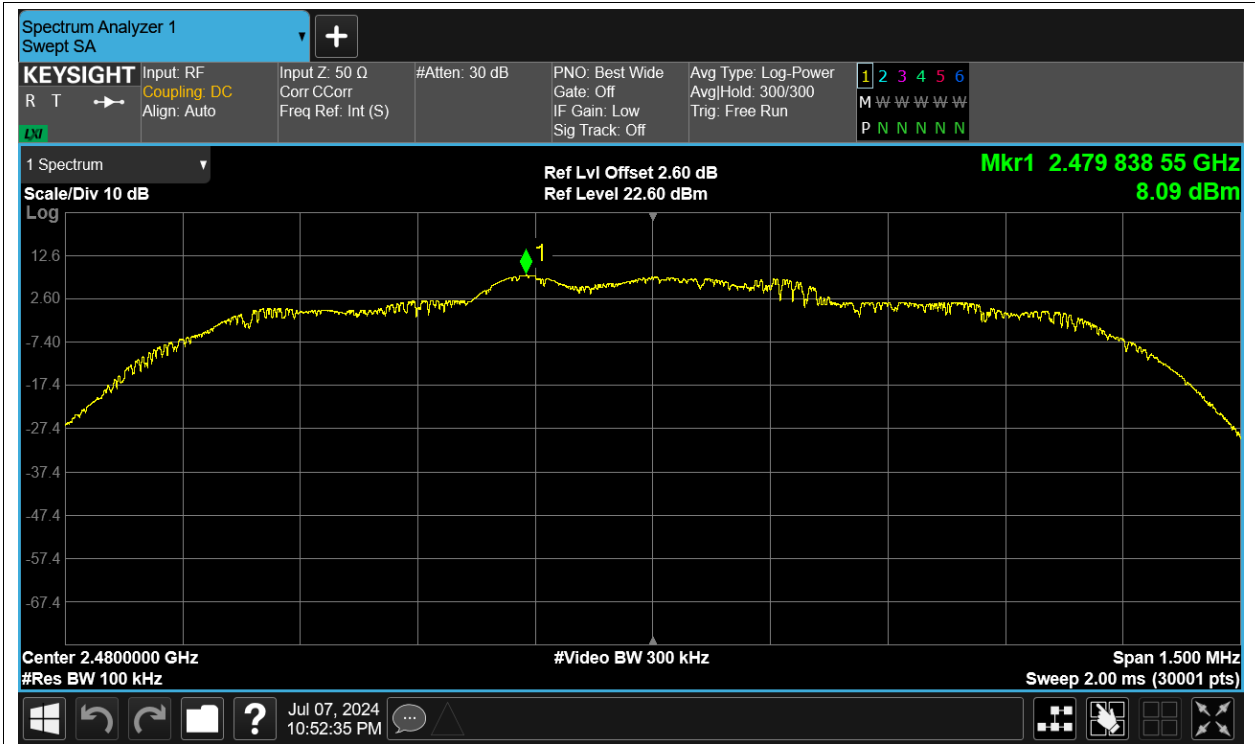 Spectrum Analyzer 1
Swept SA
+
KEYSIGHT
R T
LXI
Input: RF
Coupling: DC
Align: Auto
Input Z: 50 Ω
Corr CCorr
Freq Ref: Int (S)
#Atten: 30 dB
PNO: Best Wide
Gate: Off
IF Gain: Low
Sig Track: Off
Avg Type: Log-Power
Avg|Hold: 300/300
Trig: Free Run
1 2 3 4 5 6
M W W W W W
P N N N N N
1 Spectrum
Scale/Div 10 dB
Log
Ref Lvl Offset 2.60 dB
Ref Level 22.60 dBm
Mkr1 2.479 838 55 GHz
8.09 dBm
1
12.6
2.60
-7.40
-17.4
-27.4
-37.4
-47.4
-57.4
-67.4
Center 2.4800000 GHz
#Res BW 100 kHz
#Video BW 300 kHz
Span 1.500 MHz
Sweep 2.00 ms (30001 pts)
?
Jul 07, 2024
10:52:35 PM